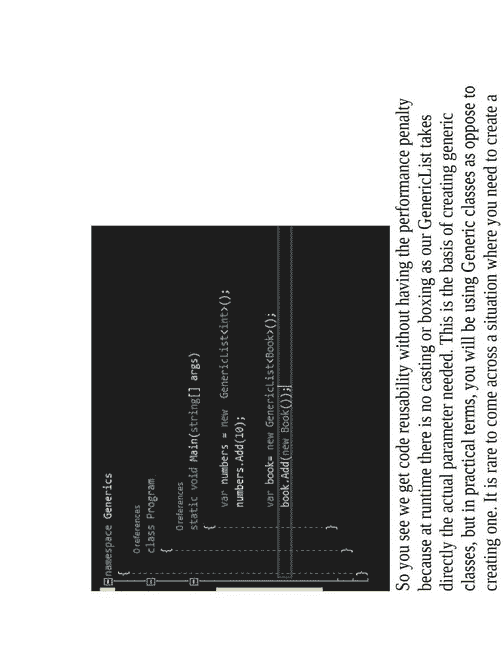 namespace Generics
{
0 references
class Program
{
0 references
static void Main(string[] args)
{
var numbers = new GenericList<int>();
numbers.Add(10);
var book= new GenericList<Book>();
book.Add(new Book());
}
}
}
So you see we get code reusability without having the performance penalty
because at runtime there is no casting or boxing as our GenericList takes
directly the actual parameter needed. This is the basis of creating generic
classes, but in practical terms, you will be using Generic classes as oppose to
creating one. It is rare to come across a situation where you need to create a